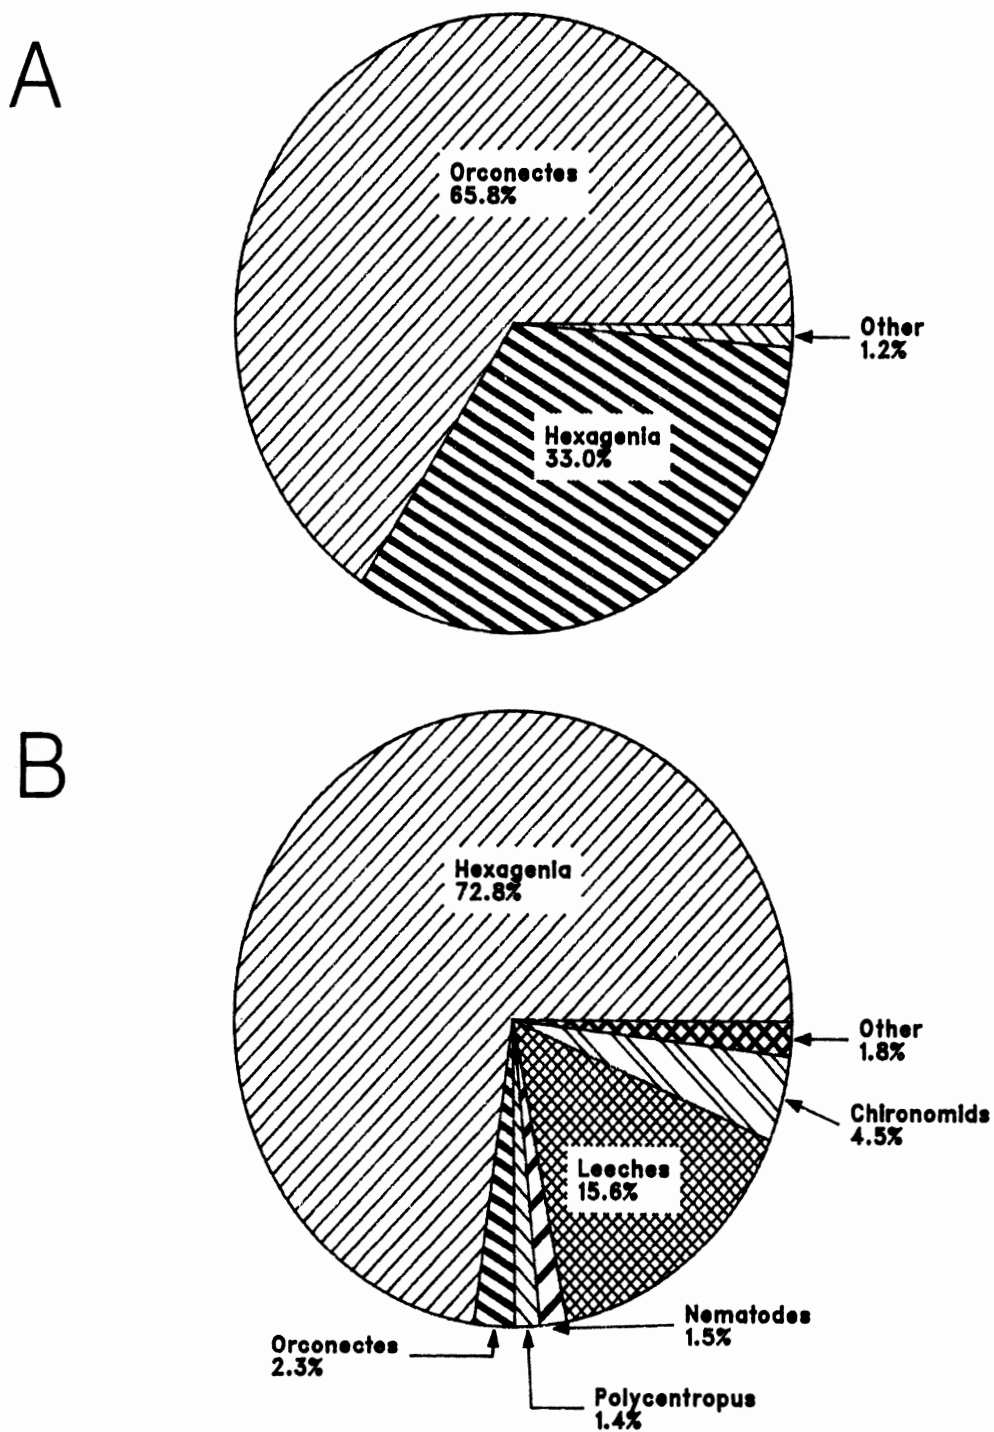 A
Orconectes
65.8%
Other
1.2%
Hexagenia
33.0%
B
Hexagenia
72.8%
Other
1.8%
Chironomids
4.5%
Leeches
15.6%
Nematodes
1.5%
Orconectes
2.3%
Polycentropus
1.4%